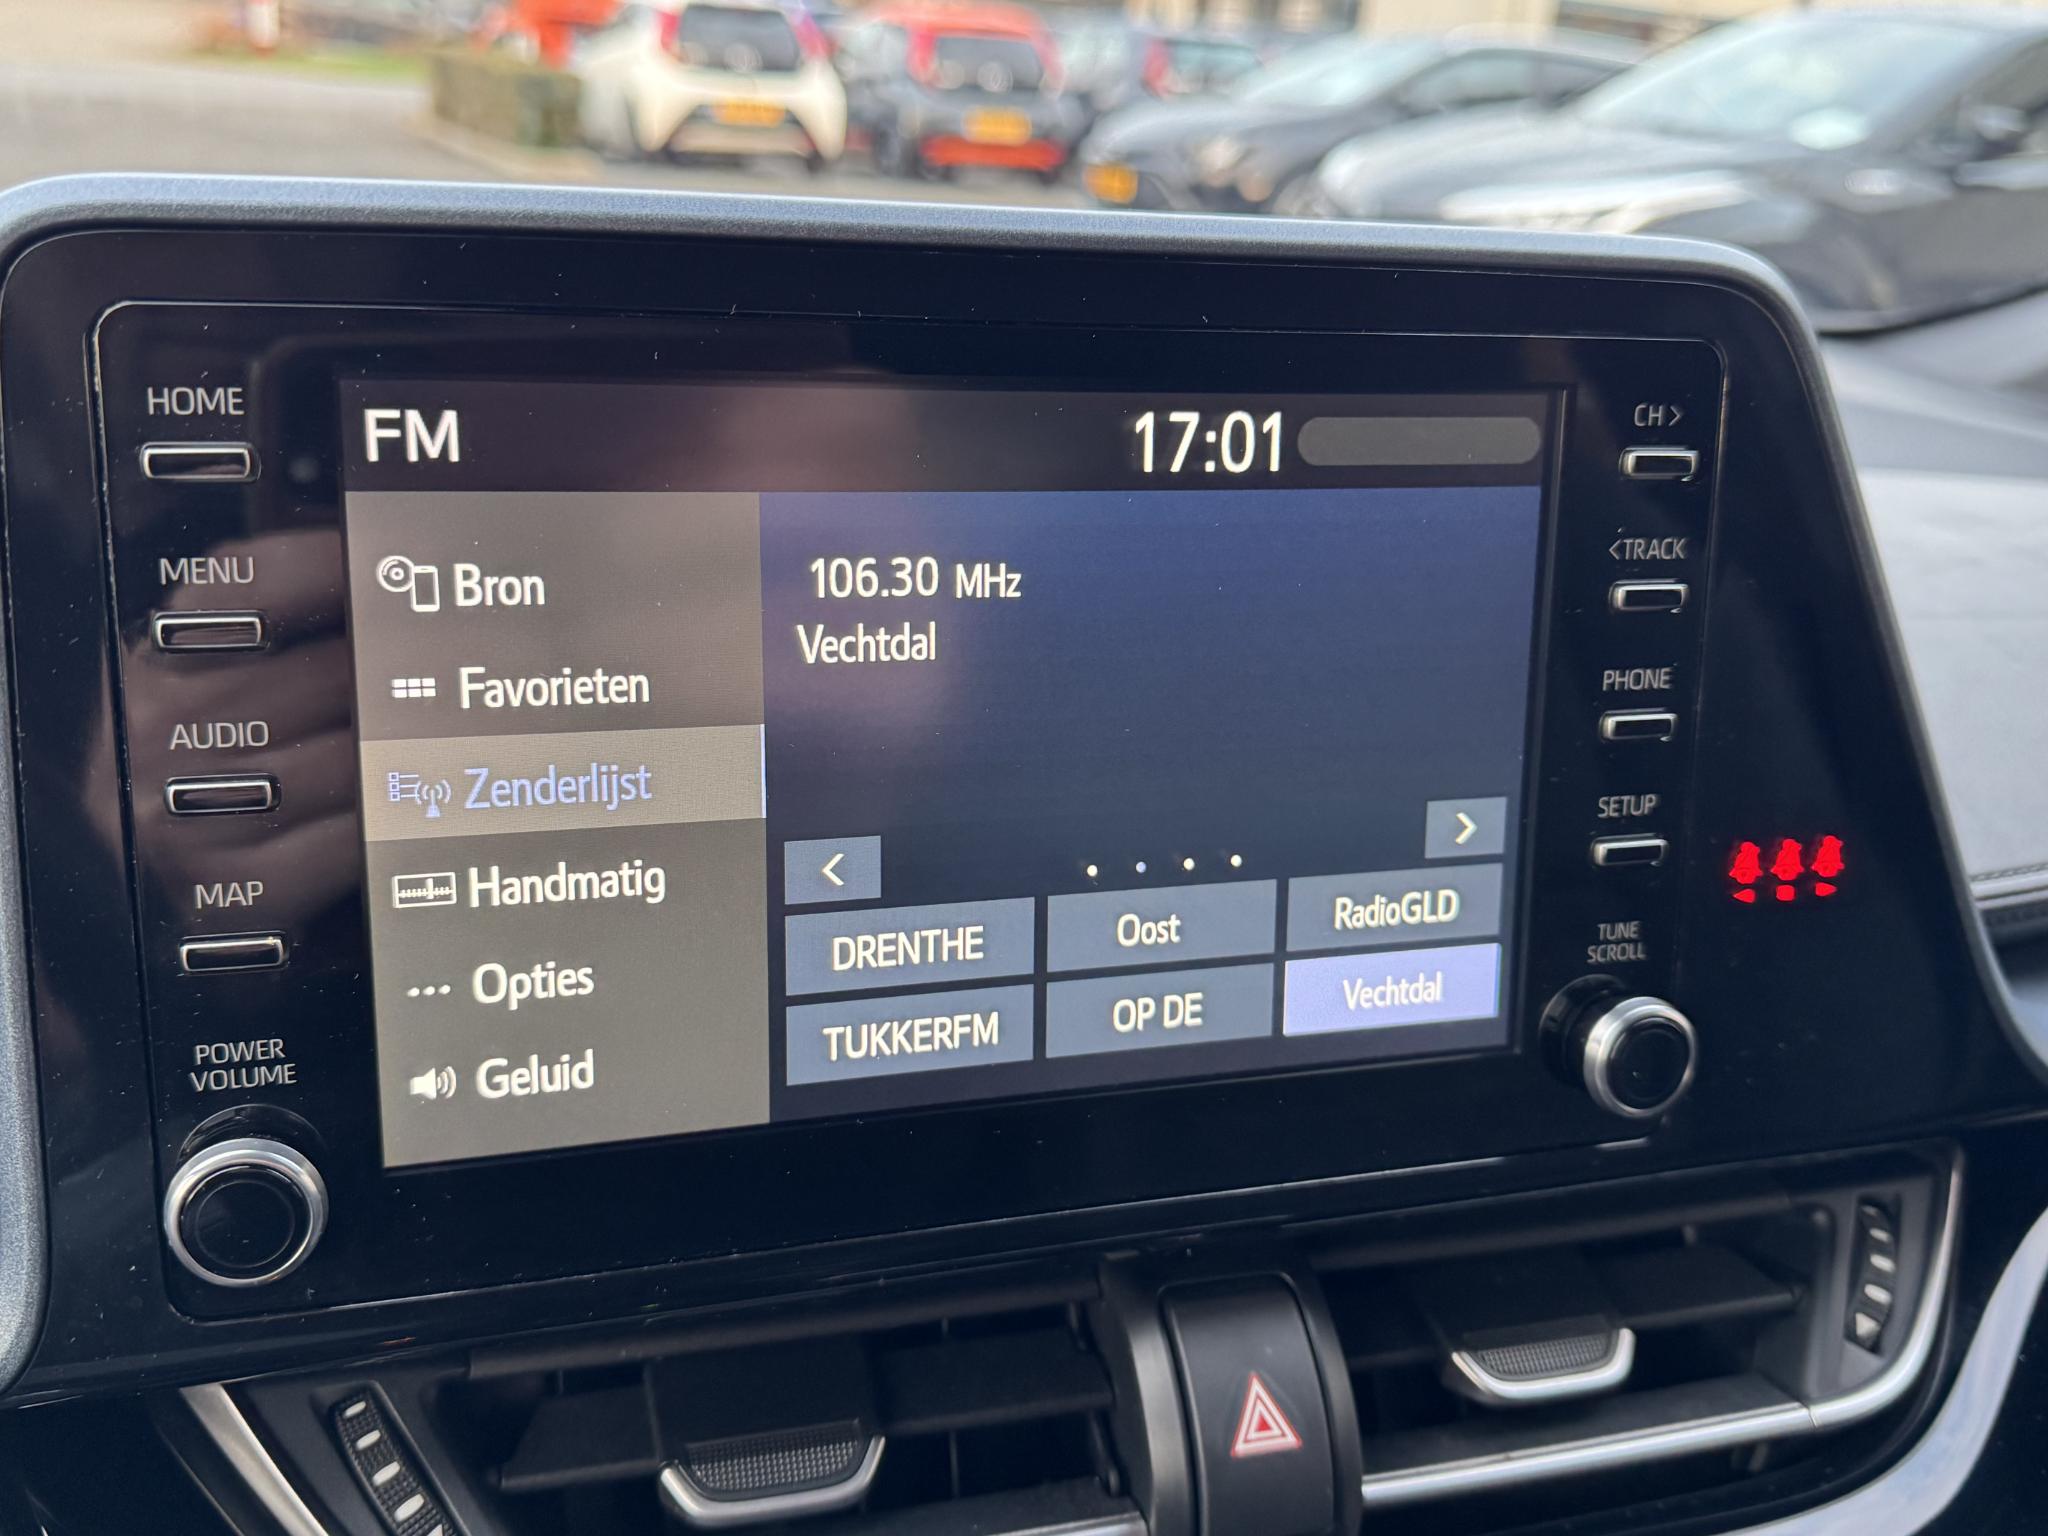 HOME
MENU
AUDIO
MAP
POWER
VOLUME
FM
17:01
Bron
Favorieten
Zenderlijst
Handmatig
Opties
Geluid
106.30 MHz
Vechtdal
<
>
DRENTHE
Oost
RadioGLD
TUKKERFM
OP DE
Vechtdal
CH >
< TRACK
PHONE
SETUP
TUNE
SCROLL